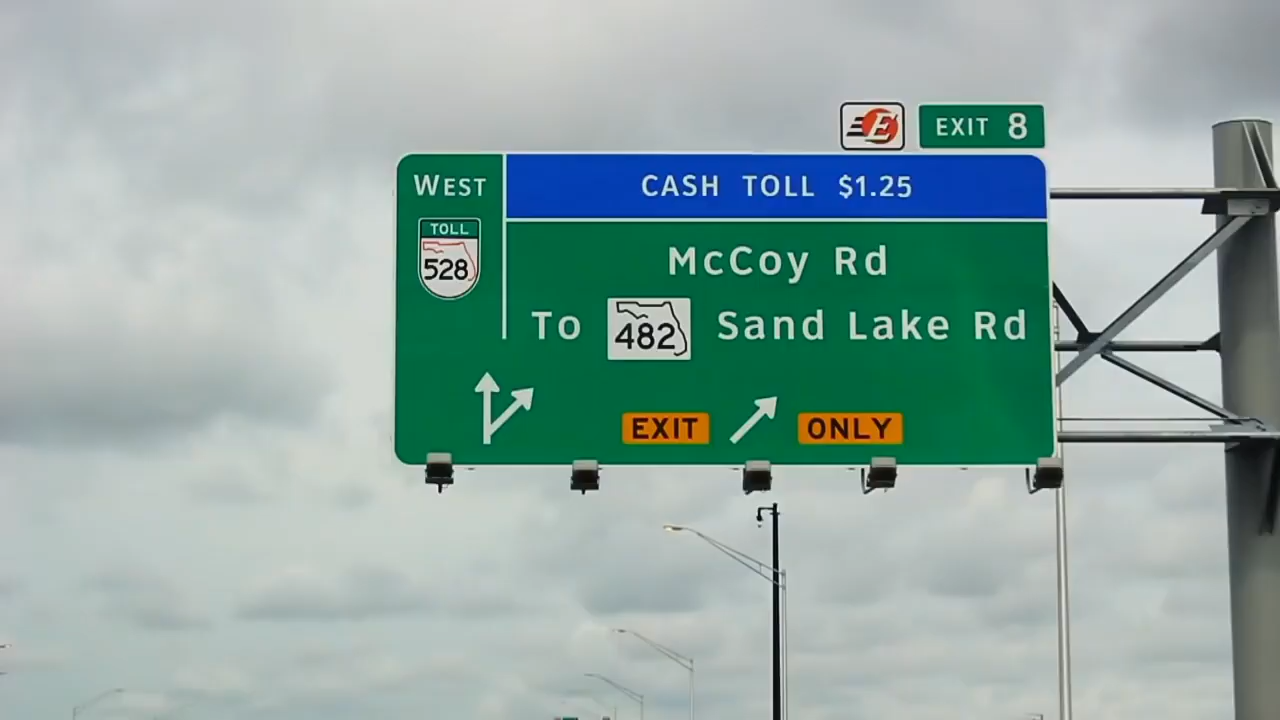 E
EXIT 8
WEST
CASH TOLL $1.25
TOLL
528
McCoy Rd
To 482 Sand Lake Rd
EXIT ONLY